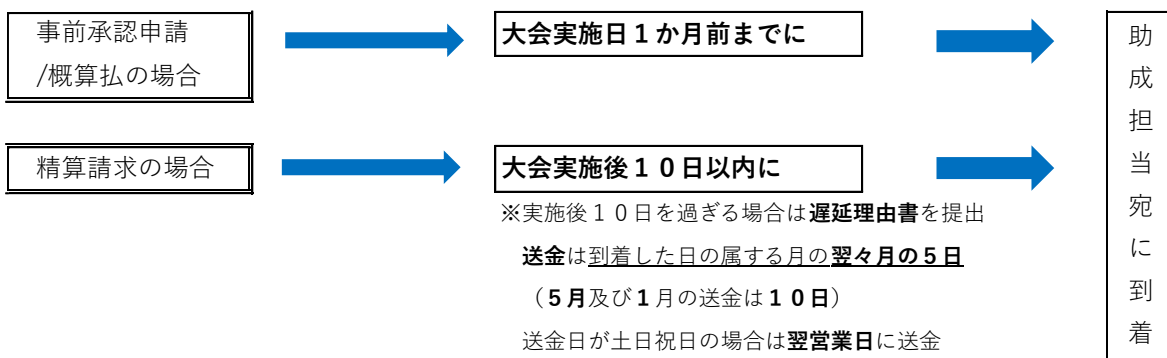 事前承認申請
/概算払の場合
大会実施日１か月前までに
精算請求の場合
大会実施後１０日以内に
※実施後１０日を過ぎる場合は遅延理由書を提出
送金は到着した日の属する月の翌々月の５日
（５月及び１月の送金は１０日）
送金日が土日祝日の場合は翌営業日に送金
助成担当宛に到着